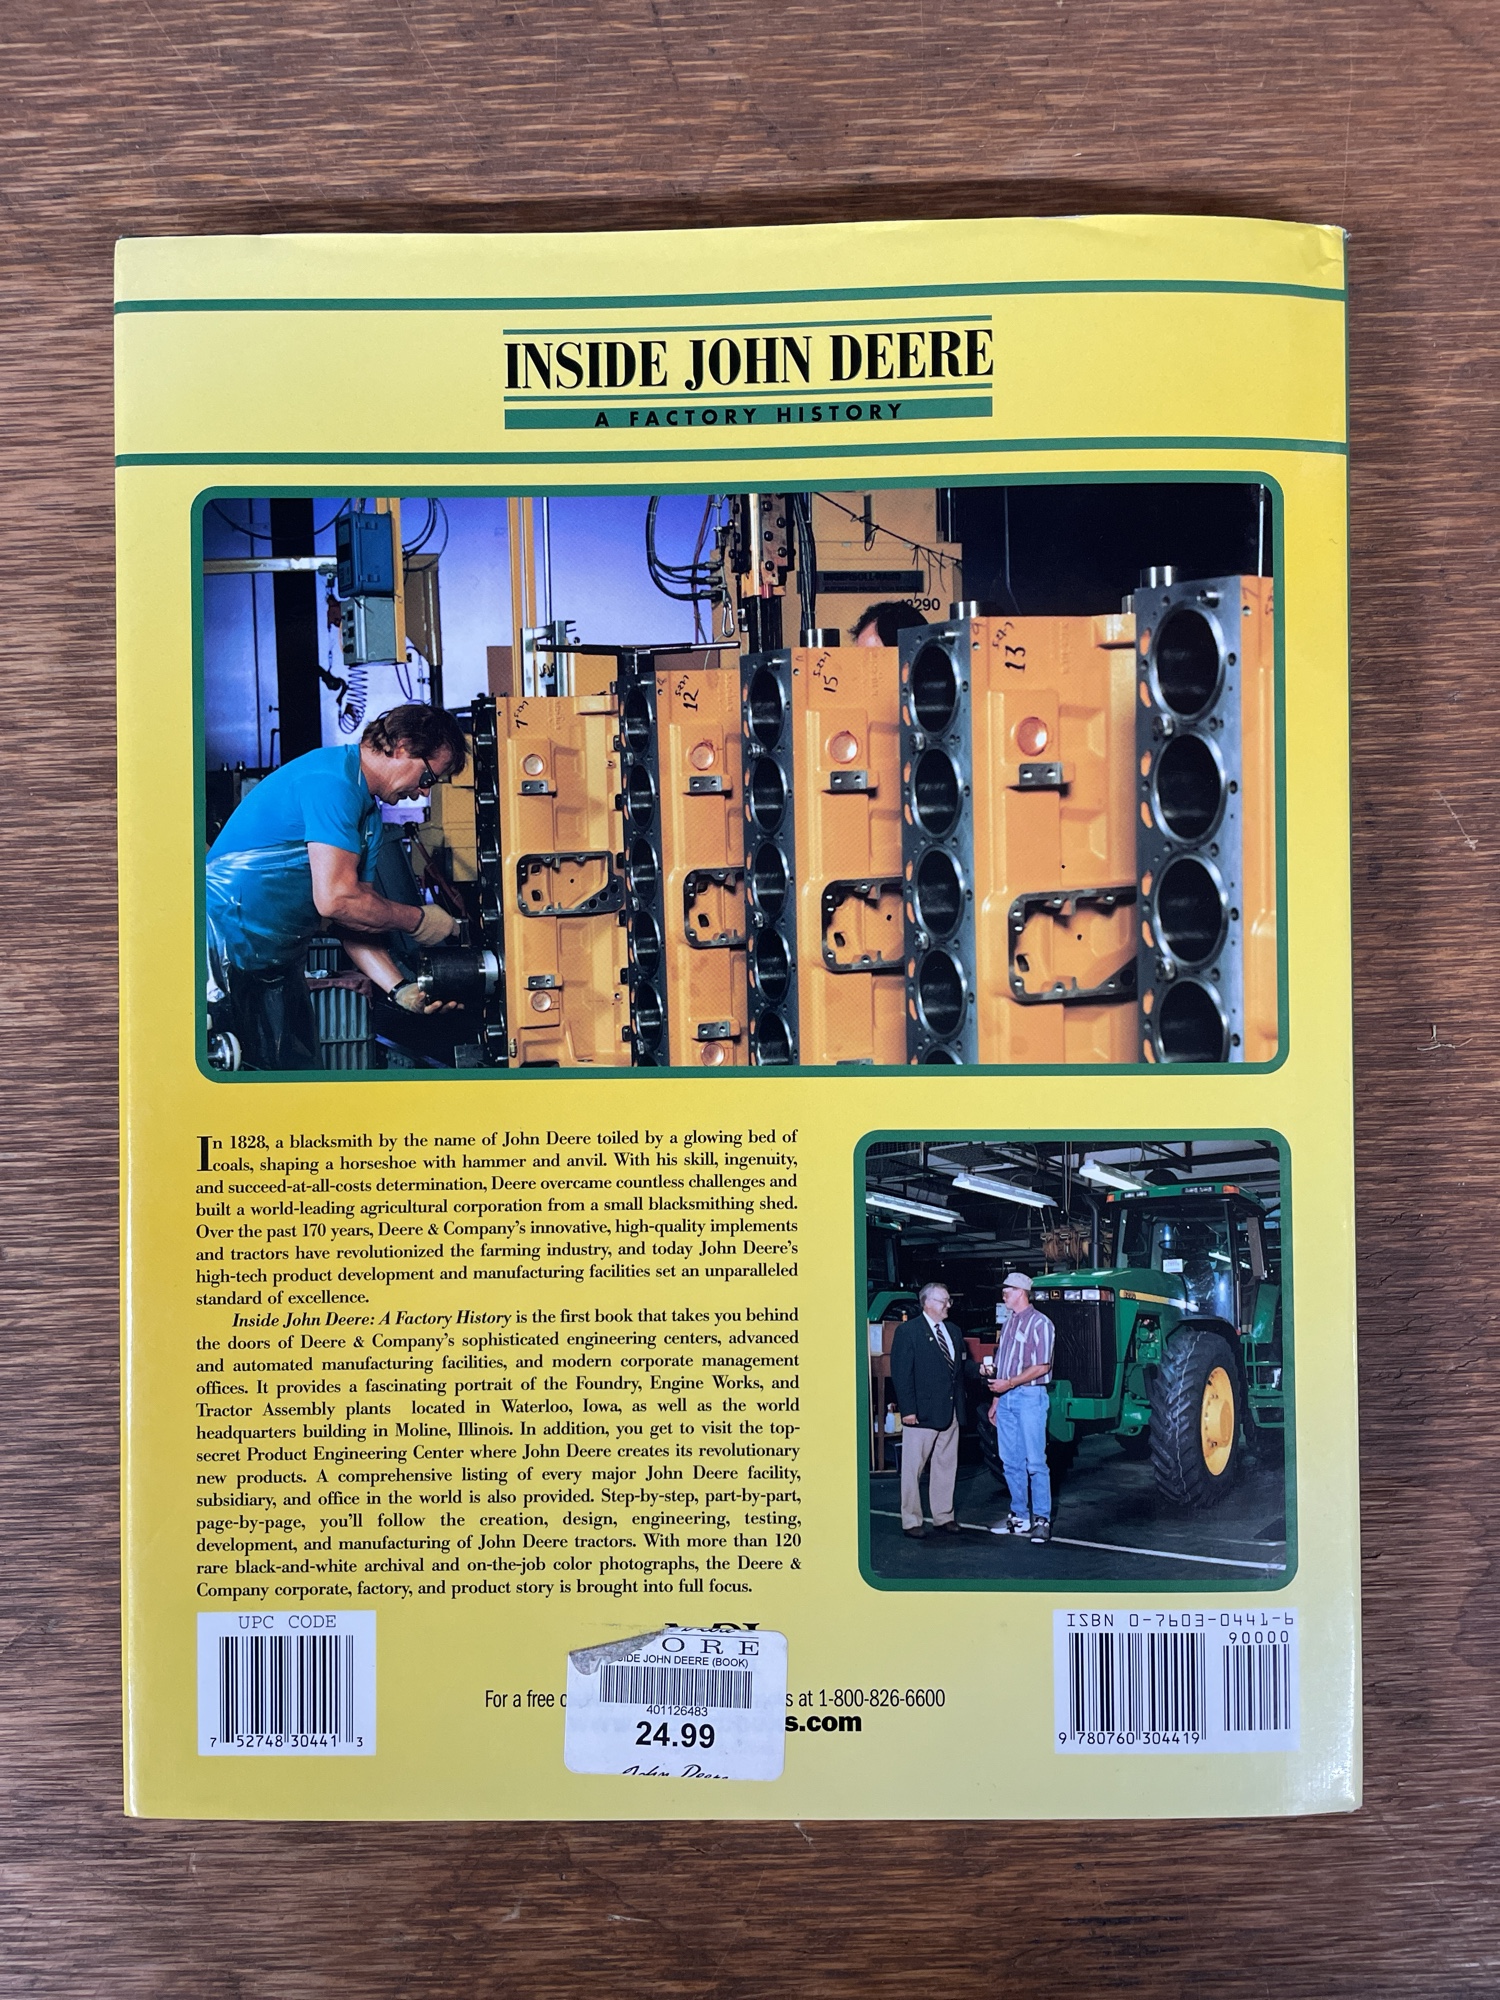 INSIDE JOHN DEERE
A FACTORY HISTORY
INGERSOLL-RAND
290
7
12
15
13
In 1828, a blacksmith by the name of John Deere toiled by a glowing bed of
coals, shaping a horseshoe with hammer and anvil. With his skill, ingenuity,
and succeed-at-all-costs determination, Deere overcame countless challenges and
built a world-leading agricultural corporation from a small blacksmithing shed.
Over the past 170 years, Deere & Company's innovative, high-quality implements
and tractors have revolutionized the farming industry, and today John Deere's
high-tech product development and manufacturing facilities set an unparalleled
standard of excellence.
Inside John Deere: A Factory History is the first book that takes you behind
the doors of Deere & Company's sophisticated engineering centers, advanced
and automated manufacturing facilities, and modern corporate management
offices. It provides a fascinating portrait of the Foundry, Engine Works, and
Tractor Assembly plants located in Waterloo, Iowa, as well as the world
headquarters building in Moline, Illinois. In addition, you get to visit the top-
secret Product Engineering Center where John Deere creates its revolutionary
new products. A comprehensive listing of every major John Deere facility,
subsidiary, and office in the world is also provided. Step-by-step, part-by-part,
page-by-page, you'll follow the creation, design, engineering, testing,
development, and manufacturing of John Deere tractors. With more than 120
rare black-and-white archival and on-the-job color photographs, the Deere &
Company corporate, factory, and product story is brought into full focus.
UPC CODE
7 52748 30441 3
ORE
SIDE JOHN DEERE (BOOK)
401126483
24.99
John Deere
For a free
s at 1-800-826-6600
s.com
ISBN 0-7603-0441-6
90000
9 780760 304419